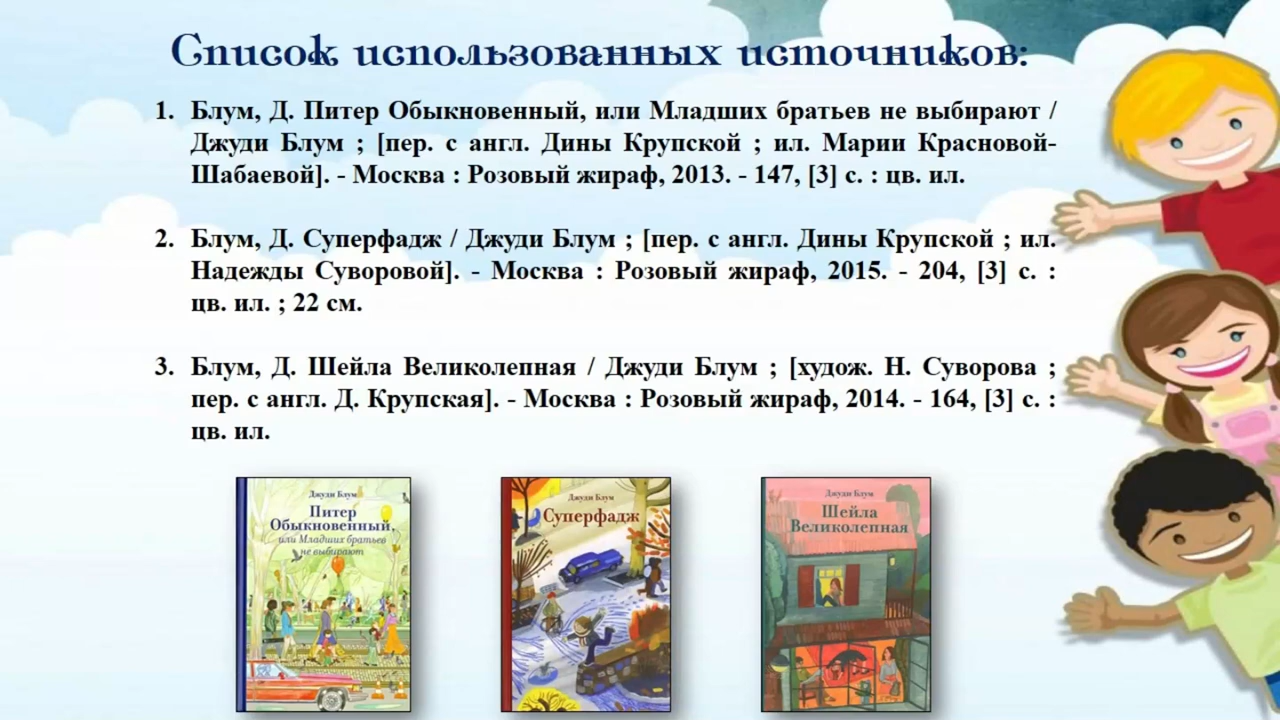 Список использованных источников:
1. Блум, Д. Питер Обыкновенный, или Младших братьев не выбирают /
Джуди Блум ; [пер. с англ. Дины Крупской ; ил. Марии Красновой-
Шабаевой]. - Москва : Розовый жираф, 2013. - 147, [3] с. : цв. ил.
2. Блум, Д. Суперфадж / Джуди Блум ; [пер. с англ. Дины Крупской ; ил.
Надежды Суворовой]. - Москва : Розовый жираф, 2015. - 204, [3] с. :
цв. ил. ; 22 см.
3. Блум, Д. Шейла Великолепная / Джуди Блум ; [худож. Н. Суворова ;
пер. с англ. Д. Крупская]. - Москва : Розовый жираф, 2014. - 164, [3] с. :
цв. ил.
Джуди Блум
Питер
Обыкновенный,
или Младших братьев
не выбирают
Джуди Блум
Суперфадж
Джуди Блум
Шейла
Великолепная